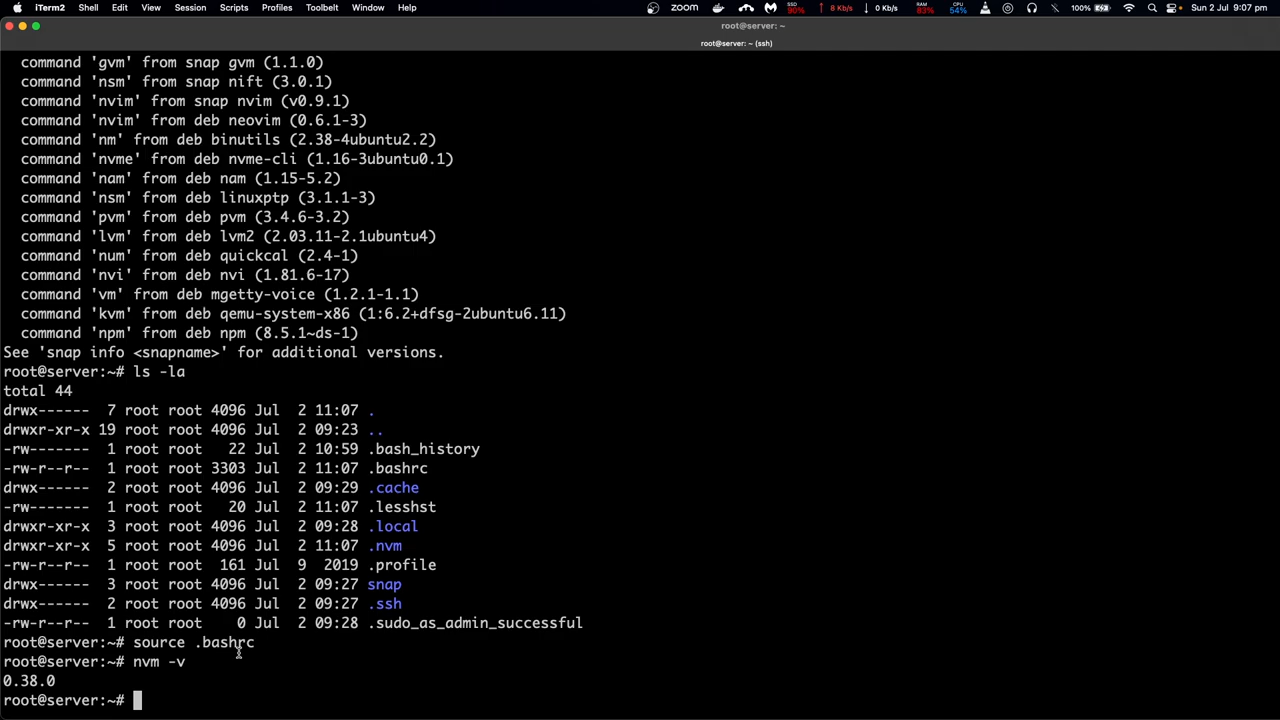 iTerm2 Shell Edit View Session Scripts Profiles Toolbelt Window Help zoom SSD 90% 8 Kb/s 0 Kb/s RAM 83% CPU 54% 100% Sun 2 Jul 9:07 pm
root@server: ~
root@server: ~ (ssh)
command 'gvm' from snap gvm (1.1.0)
command 'nsm' from snap nift (3.0.1)
command 'nvim' from snap nvim (v0.9.1)
command 'nvim' from deb neovim (0.6.1-3)
command 'nm' from deb binutils (2.38-4ubuntu2.2)
command 'nvme' from deb nvme-cli (1.16-3ubuntu0.1)
command 'nam' from deb nam (1.15-5.2)
command 'nsm' from deb linuxptp (3.1.1-3)
command 'pvm' from deb pvm (3.4.6-3.2)
command 'lvm' from deb lvm2 (2.03.11-2.1ubuntu4)
command 'num' from deb quickcal (2.4-1)
command 'nvi' from deb nvi (1.81.6-17)
command 'vm' from deb mgetty-voice (1.2.1-1.1)
command 'kvm' from deb qemu-system-x86 (1:6.2+dfsg-2ubuntu6.11)
command 'npm' from deb npm (8.5.1~ds-1)
See 'snap info <snapname>' for additional versions.
root@server:~# ls -la
total 44
drwx------ 7 root root 4096 Jul 2 11:07 .
drwxr-xr-x 19 root root 4096 Jul 2 09:23 ..
-rw------- 1 root root 22 Jul 2 10:59 .bash_history
-rw-r--r-- 1 root root 3303 Jul 2 11:07 .bashrc
drwx------ 2 root root 4096 Jul 2 09:29 .cache
-rw------- 1 root root 20 Jul 2 11:07 .lesshst
drwxr-xr-x 3 root root 4096 Jul 2 09:28 .local
drwxr-xr-x 5 root root 4096 Jul 2 11:07 .nvm
-rw-r--r-- 1 root root 161 Jul 9 2019 .profile
drwx------ 3 root root 4096 Jul 2 09:27 snap
drwx------ 2 root root 4096 Jul 2 09:27 .ssh
-rw-r--r-- 1 root root 0 Jul 2 09:28 .sudo_as_admin_successful
root@server:~# source .bashrc
root@server:~# nvm -v
0.38.0
root@server:~#